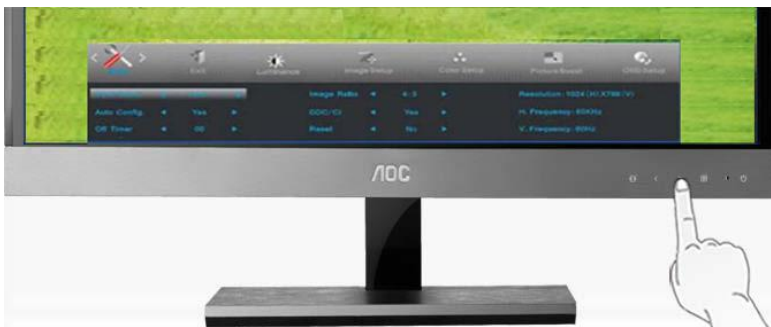 Extra Exit Luminance Image Setup Color Setup Picture Boost OSD Setup
Image Ratio 4:3 Resolution: 1024(H)X768(V)
Auto Config. Yes DDC/CI Yes H. Frequency: 60KHz
Off Timer 00 Reset No V. Frequency: 60Hz
AOC